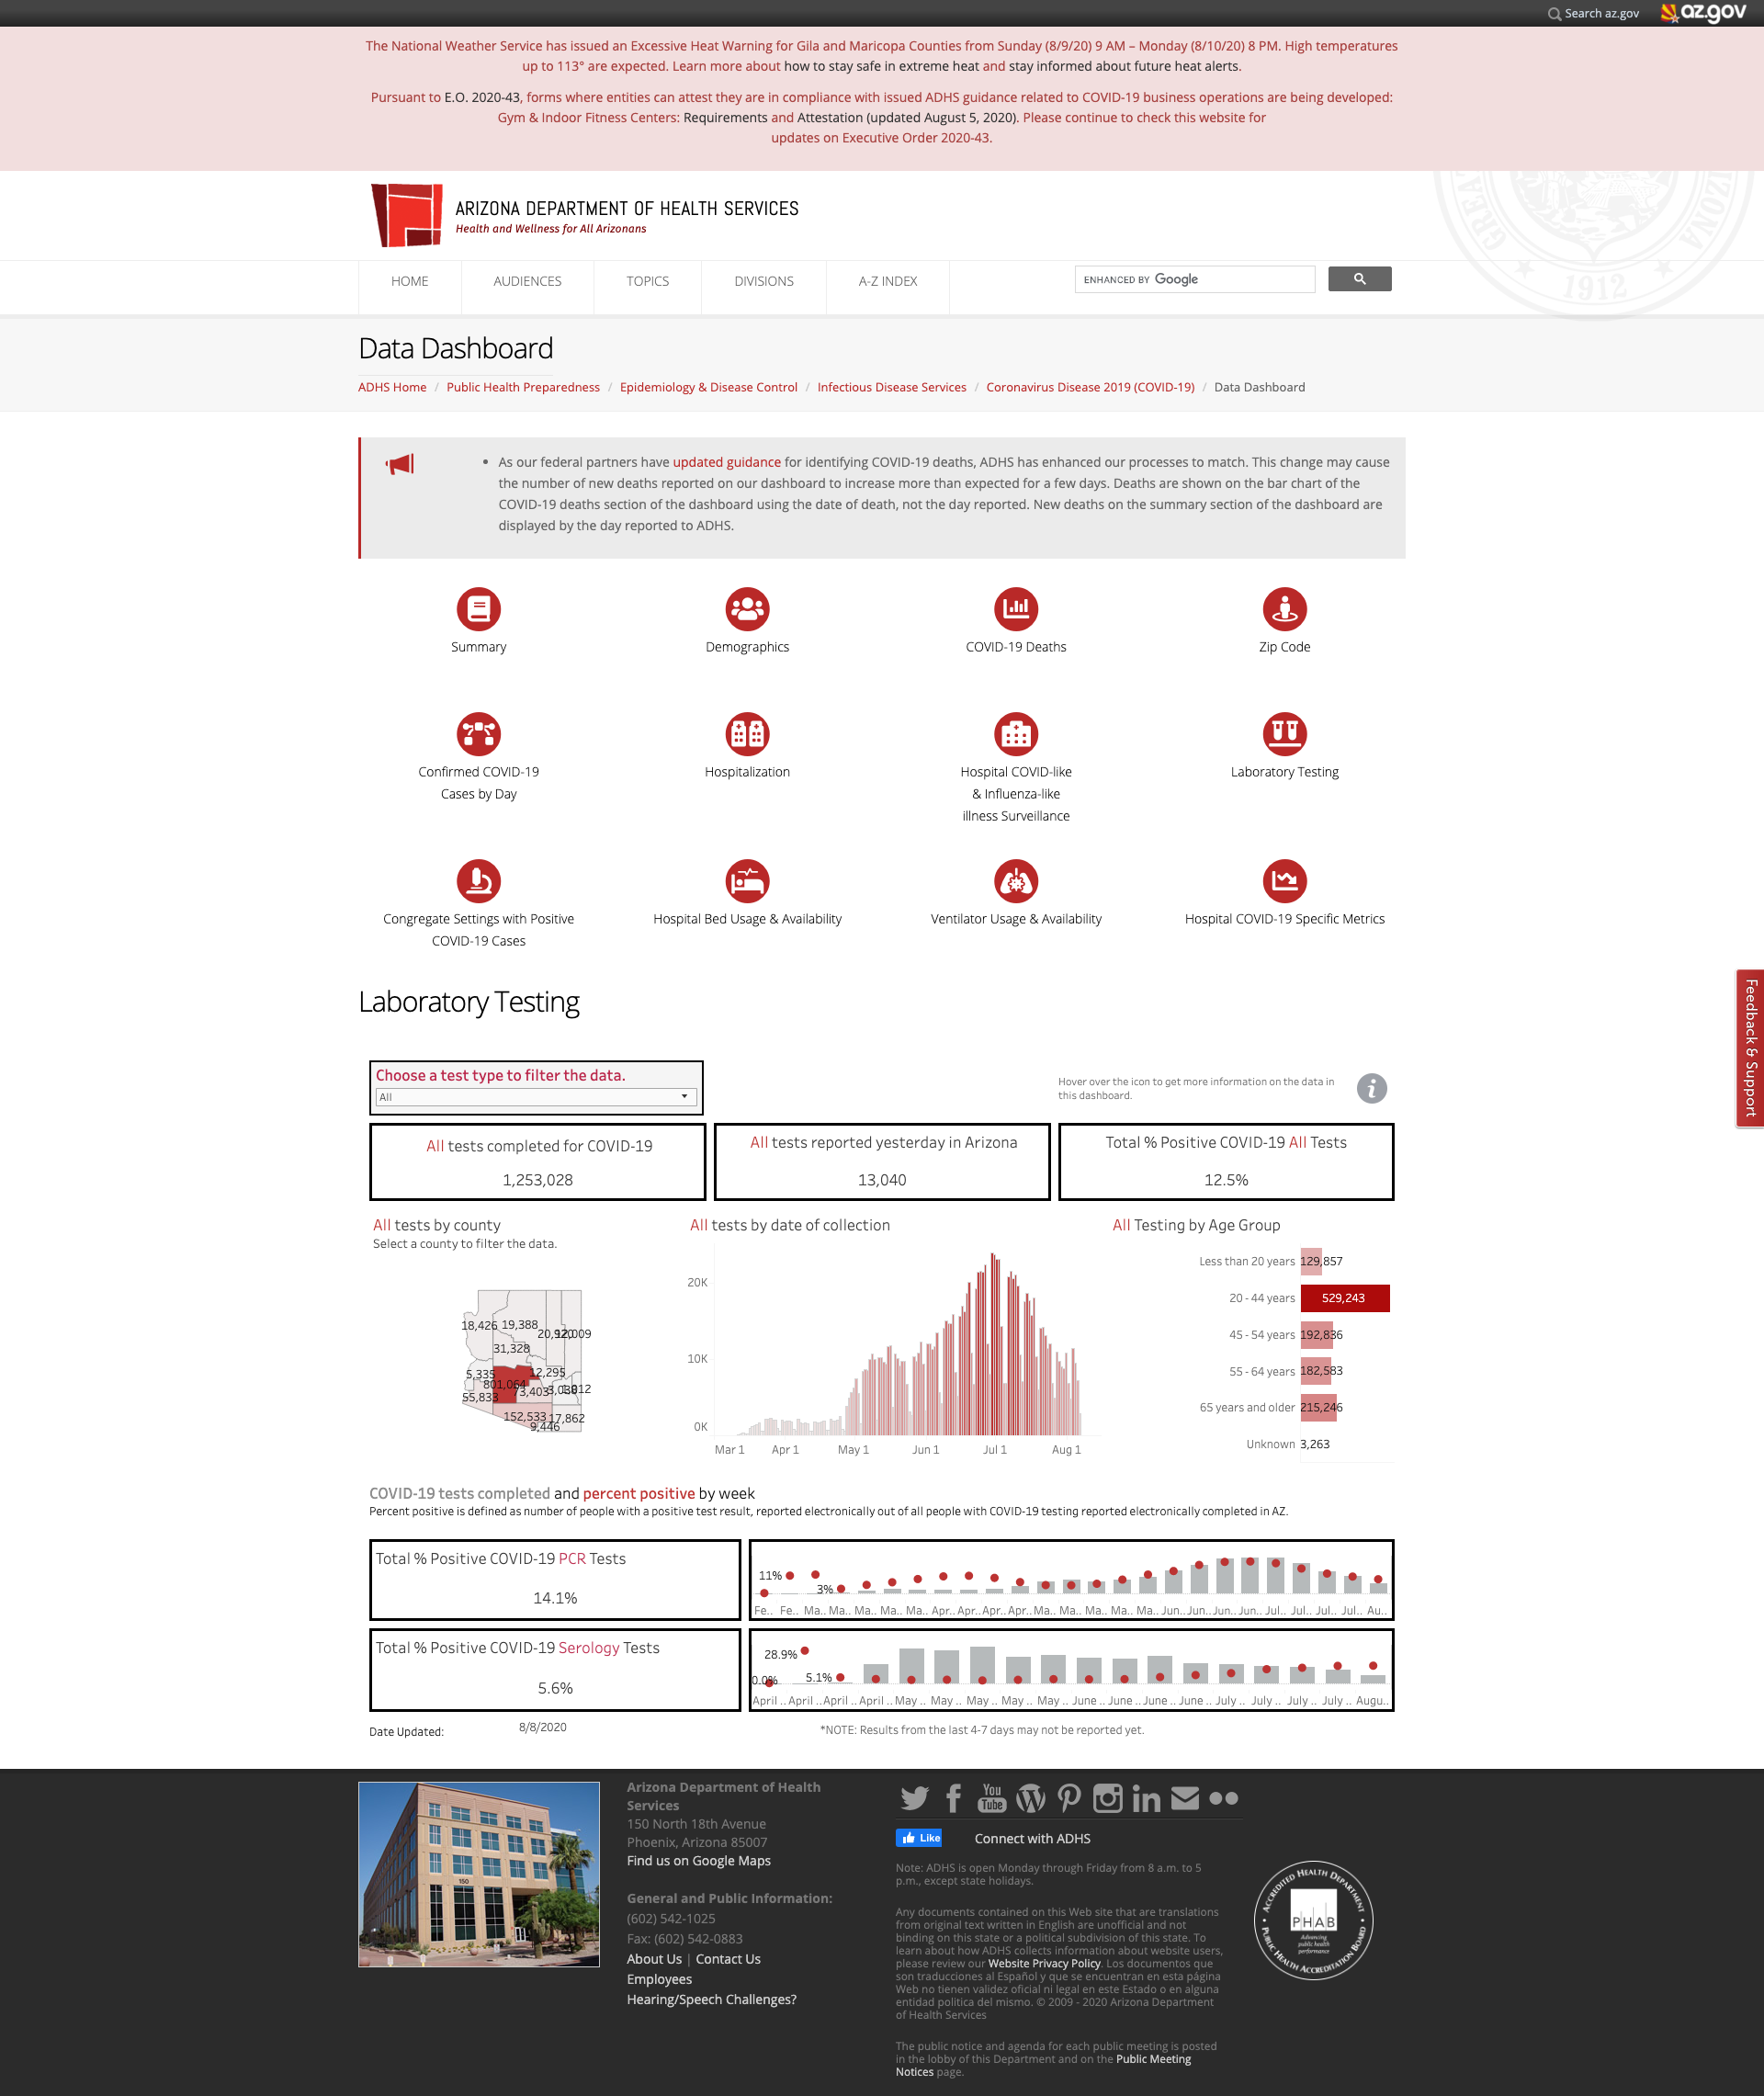 Search az.gov
az.gov
The National Weather Service has issued an Excessive Heat Warning for Gila and Maricopa Counties from Sunday (8/9/20) 9 AM – Monday (8/10/20) 8 PM. High temperatures
up to 113° are expected. Learn more about how to stay safe in extreme heat and stay informed about future heat alerts.
Pursuant to E.O. 2020-43, forms where entities can attest they are in compliance with issued ADHS guidance related to COVID-19 business operations are being developed:
Gym & Indoor Fitness Centers: Requirements and Attestation (updated August 5, 2020). Please continue to check this website for
updates on Executive Order 2020-43.
ARIZONA DEPARTMENT OF HEALTH SERVICES
Health and Wellness for All Arizonans
1912
HOME
AUDIENCES
TOPICS
DIVISIONS
A-Z INDEX
ENHANCED BY Google
Data Dashboard
ADHS Home / Public Health Preparedness / Epidemiology & Disease Control / Infectious Disease Services / Coronavirus Disease 2019 (COVID-19) / Data Dashboard
• As our federal partners have updated guidance for identifying COVID-19 deaths, ADHS has enhanced our processes to match. This change may cause
the number of new deaths reported on our dashboard to increase more than expected for a few days. Deaths are shown on the bar chart of the
COVID-19 deaths section of the dashboard using the date of death, not the day reported. New deaths on the summary section of the dashboard are
displayed by the day reported to ADHS.
Summary
Demographics
COVID-19 Deaths
Zip Code
Confirmed COVID-19
Cases by Day
Hospitalization
Hospital COVID-like
& Influenza-like
illness Surveillance
Laboratory Testing
Congregate Settings with Positive
COVID-19 Cases
Hospital Bed Usage & Availability
Ventilator Usage & Availability
Hospital COVID-19 Specific Metrics
Feedback & Support
Laboratory Testing
Choose a test type to filter the data.
All
Hover over the icon to get more information on the data in
this dashboard.
i
All tests completed for COVID-19
1,253,028
All tests reported yesterday in Arizona
13,040
Total % Positive COVID-19 All Tests
12.5%
All tests by county
Select a county to filter the data.
18,426
19,388
31,328
5,335
12,295
801,064
55,833
152,533
17,862
9,446
All tests by date of collection
20K
10K
0K
Mar 1
Apr 1
May 1
Jun 1
Jul 1
Aug 1
All Testing by Age Group
Less than 20 years 129,857
20 - 44 years 529,243
45 - 54 years 192,836
55 - 64 years 182,583
65 years and older 215,246
Unknown 3,263
COVID-19 tests completed and percent positive by week
Percent positive is defined as number of people with a positive test result, reported electronically out of all people with COVID-19 testing reported electronically completed in AZ.
Total % Positive COVID-19 PCR Tests
14.1%
11%
3%
Fe.. Fe.. Ma.. Ma.. Ma.. Ma.. Ma.. Apr.. Apr.. Apr.. Apr.. Ma.. Ma.. Ma.. Ma.. Ma.. Jun.. Jun.. Jun.. Jun.. Jul.. Jul.. Jul.. Jul.. Au..
Total % Positive COVID-19 Serology Tests
5.6%
28.9%
0.0%
5.1%
April .. April .. April .. April .. May .. May .. May .. May .. May .. June .. June .. June .. June .. July .. July .. July .. July .. Augu..
Date Updated:
8/8/2020
*NOTE: Results from the last 4-7 days may not be reported yet.
150
Arizona Department of Health
Services
150 North 18th Avenue
Phoenix, Arizona 85007
Find us on Google Maps
General and Public Information:
(602) 542-1025
Fax: (602) 542-0883
About Us | Contact Us
Employees
Hearing/Speech Challenges?
You
Tube
Like
Connect with ADHS
Note: ADHS is open Monday through Friday from 8 a.m. to 5
p.m., except state holidays.
Any documents contained on this Web site that are translations
from original text written in English are unofficial and not
binding on this state or a political subdivision of this state. To
learn about how ADHS collects information about website users,
please review our Website Privacy Policy. Los documentos que
son traducciones al Español y que se encuentran en esta página
Web no tienen validez oficial ni legal en este Estado o en alguna
entidad politica del mismo. © 2009 - 2020 Arizona Department
of Health Services
The public notice and agenda for each public meeting is posted
in the lobby of this Department and on the Public Meeting
Notices page.
ACCREDITED HEALTH DEPARTMENT
PHAB
Advancing
public health
performance
PUBLIC HEALTH ACCREDITATION BOARD